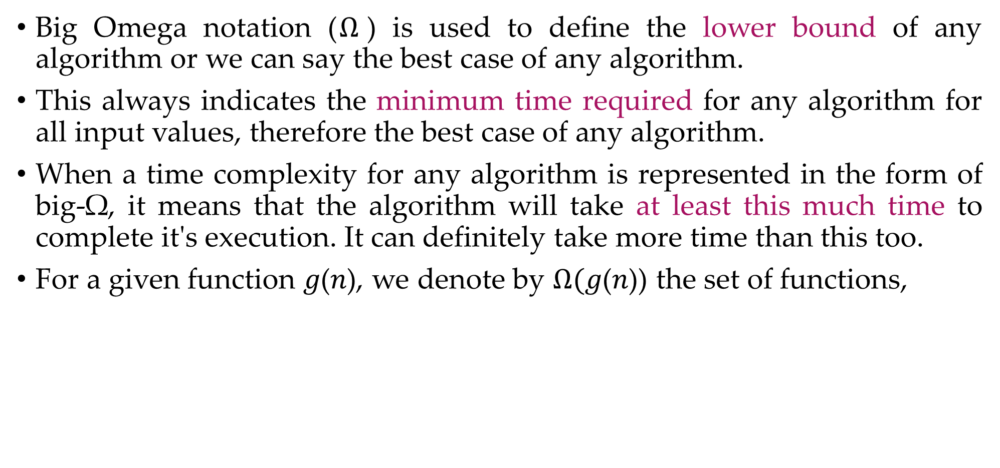 • Big Omega notation (Ω ) is used to define the lower bound of any
algorithm or we can say the best case of any algorithm.
• This always indicates the minimum time required for any algorithm for
all input values, therefore the best case of any algorithm.
• When a time complexity for any algorithm is represented in the form of
big-Ω, it means that the algorithm will take at least this much time to
complete it's execution. It can definitely take more time than this too.
• For a given function g(n), we denote by Ω(g(n)) the set of functions,